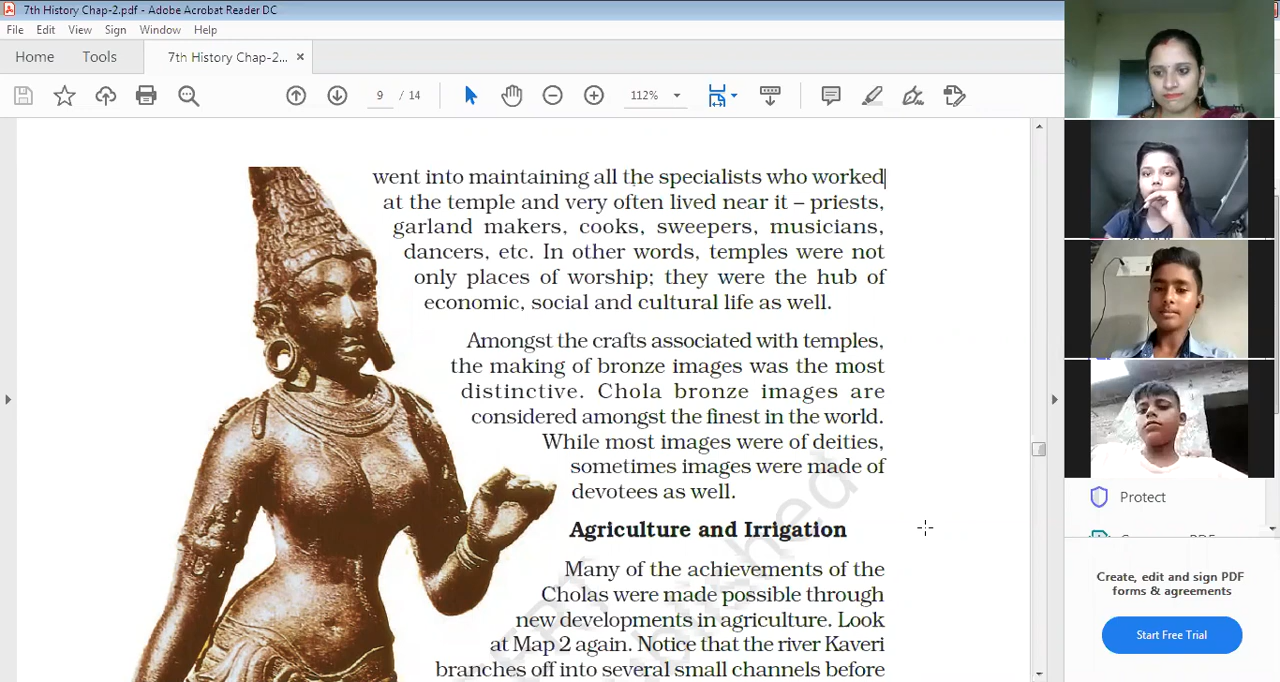 7th History Chap-2.pdf - Adobe Acrobat Reader DC
File Edit View Sign Window Help
Home Tools 7th History Chap-2... ×
9 / 14 112%
went into maintaining all the specialists who worked
at the temple and very often lived near it – priests,
garland makers, cooks, sweepers, musicians,
dancers, etc. In other words, temples were not
only places of worship; they were the hub of
economic, social and cultural life as well.
Amongst the crafts associated with temples,
the making of bronze images was the most
distinctive. Chola bronze images are
considered amongst the finest in the world.
While most images were of deities,
sometimes images were made of
devotees as well.
Agriculture and Irrigation
Many of the achievements of the
Cholas were made possible through
new developments in agriculture. Look
at Map 2 again. Notice that the river Kaveri
branches off into several small channels before
Protect
Create, edit and sign PDF
forms & agreements
Start Free Trial